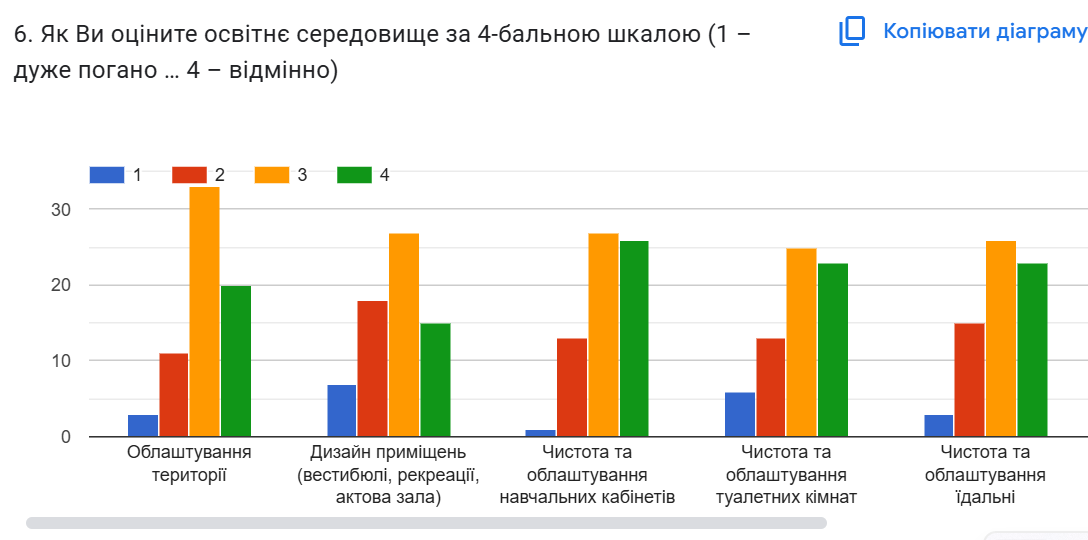 6. Як Ви оціните освітнє середовище за 4-бальною шкалою (1 –
дуже погано ... 4 – відмінно)
Копіювати діаграму
1 2 3 4
30
20
10
0
Облаштування
території
Дизайн приміщень
(вестибюлі, рекреації,
актова зала)
Чистота та
облаштування
навчальних кабінетів
Чистота та
облаштування
туалетних кімнат
Чистота та
облаштування
їдальні